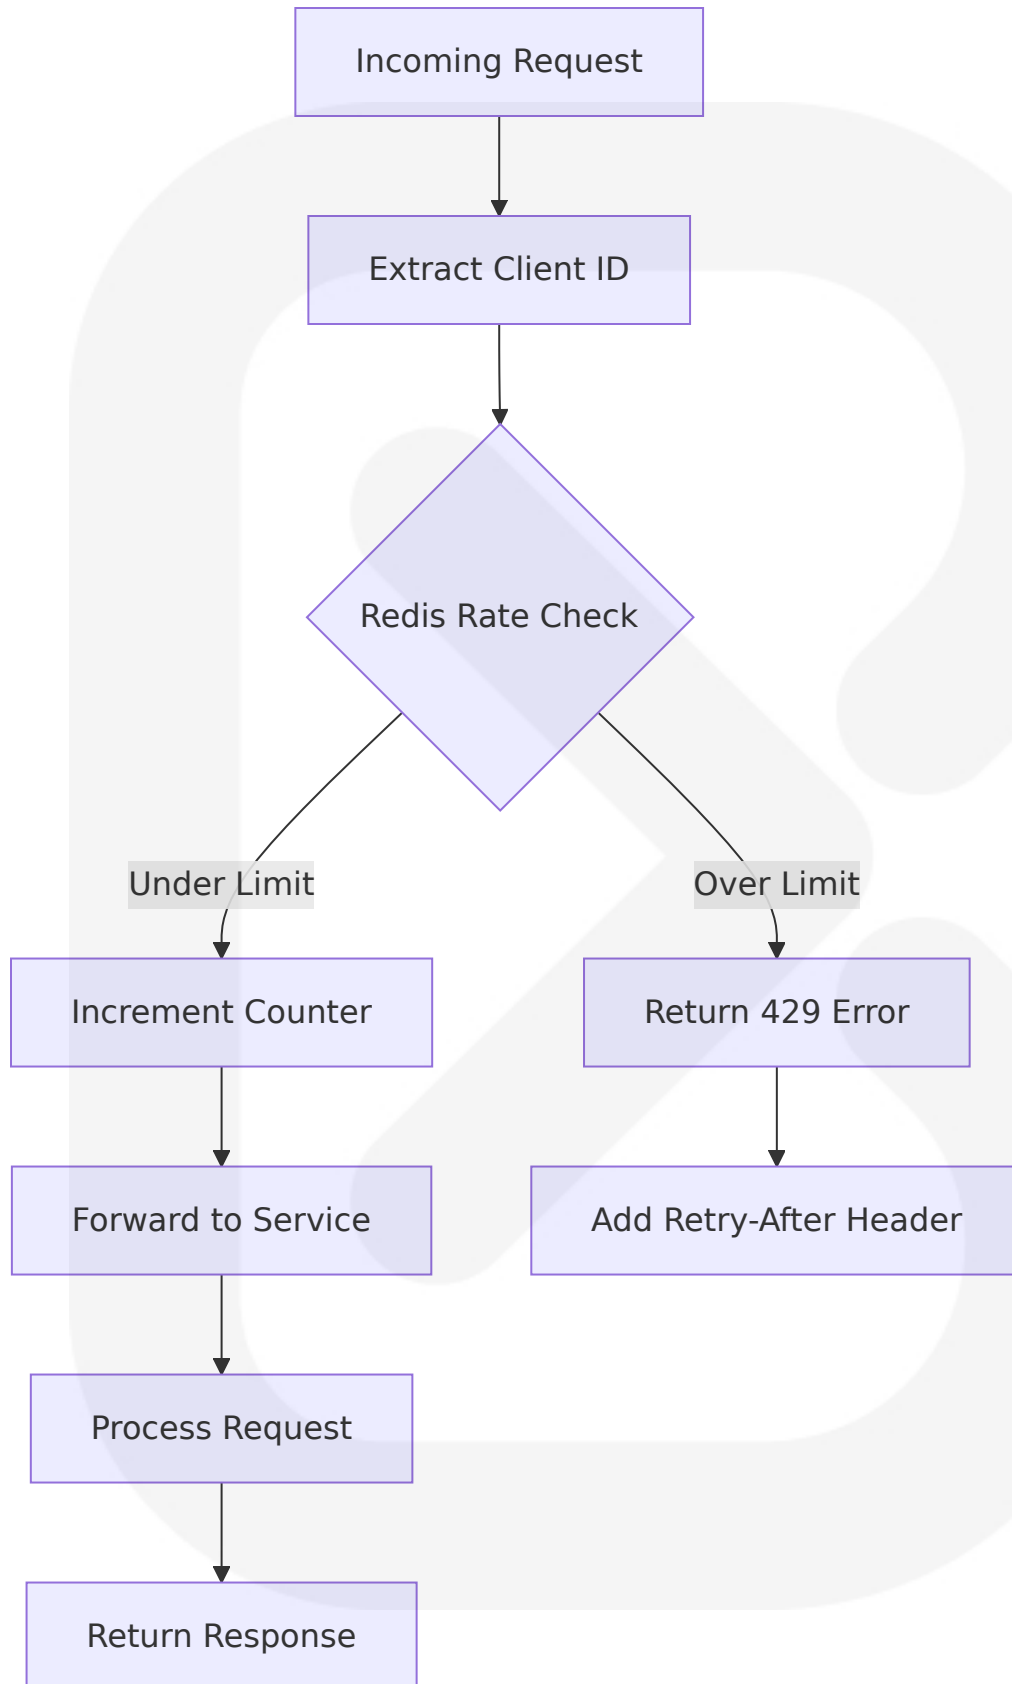 Incoming Request
Extract Client ID
Redis Rate Check
Under Limit
Over Limit
Increment Counter
Return 429 Error
Forward to Service
Add Retry-After Header
Process Request
Return Response